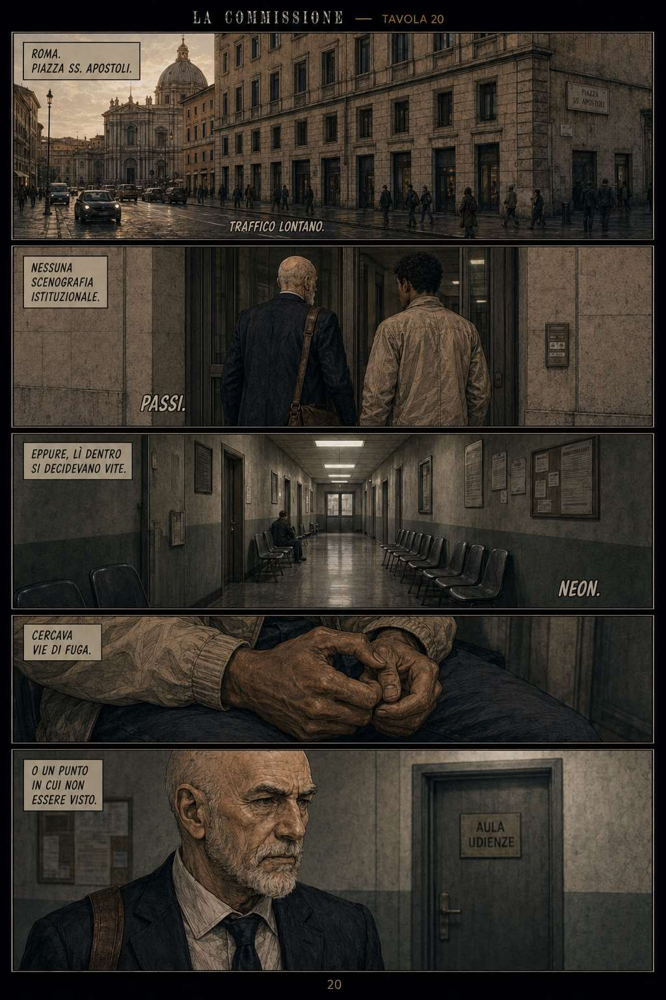 LA COMMISSIONE — TAVOLA 20
ROMA.
PIAZZA SS. APOSTOLI.
PIAZZA
SS. APOSTOLI
TRAFFICO LONTANO.
NESSUNA
SCENOGRAFIA
ISTITUZIONALE.
PASSI.
EPPURE, LÌ DENTRO
SI DECIDEVANO VITE.
NEON.
CERCAVA
VIE DI FUGA.
O UN PUNTO
IN CUI NON
ESSERE VISTO.
AULA
UDIENZE
20